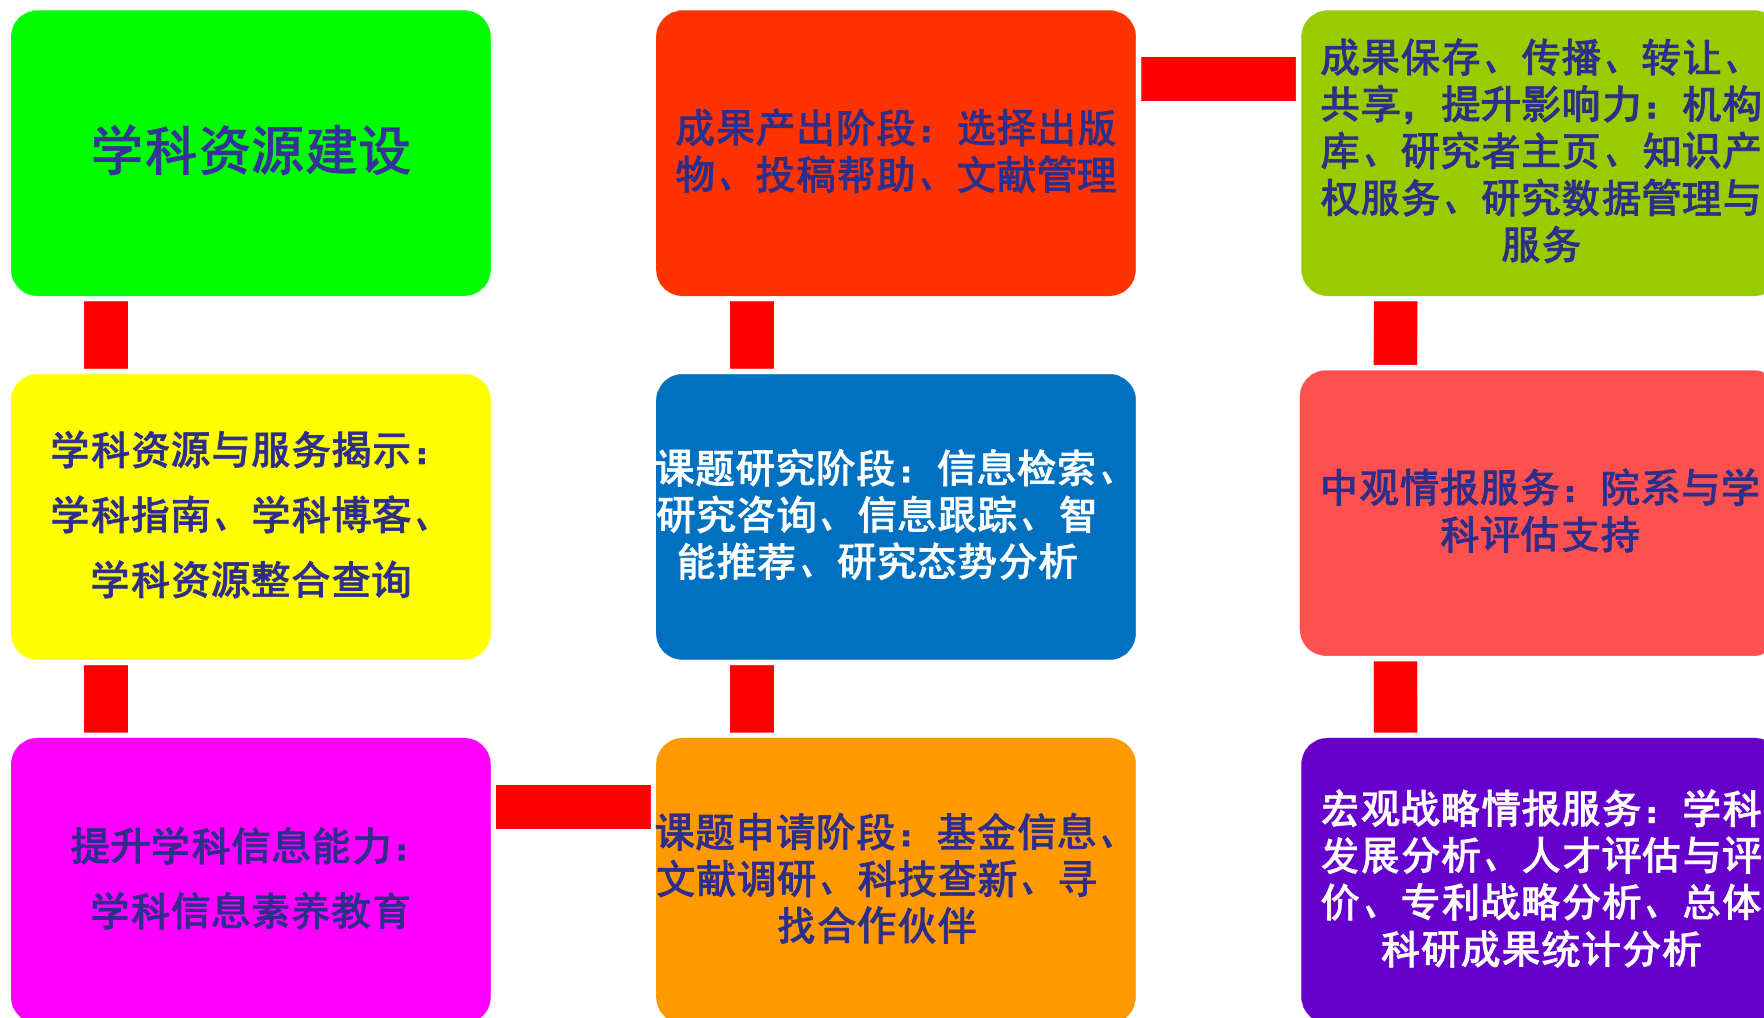 学科资源建设
学科资源与服务揭示：
学科指南、学科博客、
学科资源整合查询
提升学科信息能力：
学科信息素养教育
课题申请阶段：基金信息、
文献调研、科技查新、寻
找合作伙伴
课题研究阶段：信息检索、
研究咨询、信息跟踪、智
能推荐、研究态势分析
成果产出阶段：选择出版
物、投稿帮助、文献管理
成果保存、传播、转让、
共享，提升影响力：机构
库、研究者主页、知识产
权服务、研究数据管理与
服务
中观情报服务：院系与学
科评估支持
宏观战略情报服务：学科
发展分析、人才评估与评
价、专利战略分析、总体
科研成果统计分析